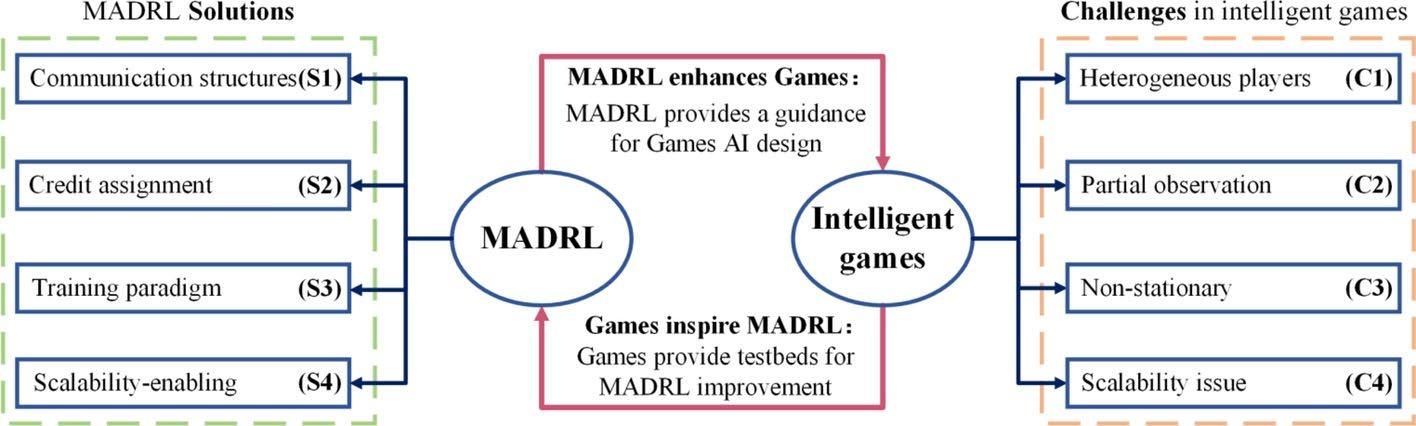 MADRL Solutions
Communication structures(S1)
Credit assignment (S2)
Training paradigm (S3)
Scalability-enabling (S4)
MADRL
MADRL enhances Games：
MADRL provides a guidance
for Games AI design
Games inspire MADRL：
Games provide testbeds for
MADRL improvement
Intelligent
games
Challenges in intelligent games
Heterogeneous players (C1)
Partial observation (C2)
Non-stationary (C3)
Scalability issue (C4)